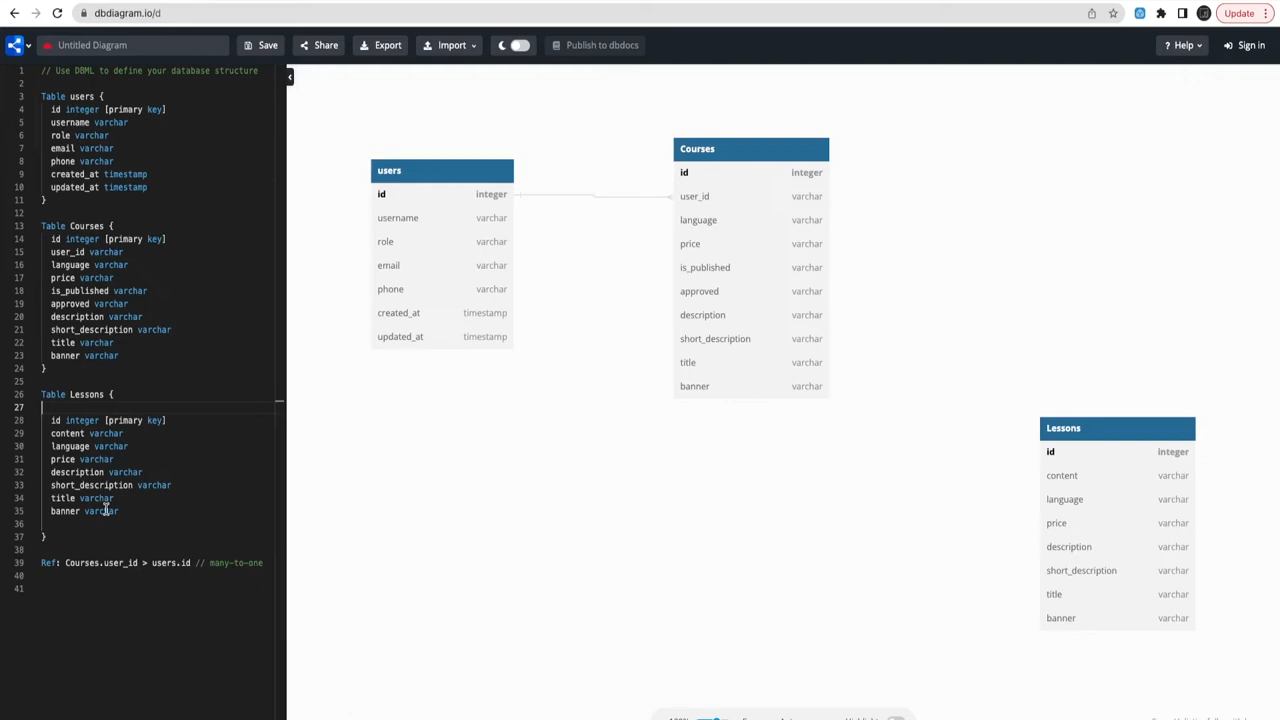 dbdiagram.io/d
Update
Untitled Diagram
Save
Share
Export
Import
Publish to dbdocs
Help
Sign in
1 // Use DBML to define your database structure
2
3 Table users {
4 id integer [primary key]
5 username varchar
6 role varchar
7 email varchar
8 phone varchar
9 created_at timestamp
10 updated_at timestamp
11 }
12
13 Table Courses {
14 id integer [primary key]
15 user_id varchar
16 language varchar
17 price varchar
18 is_published varchar
19 approved varchar
20 description varchar
21 short_description varchar
22 title varchar
23 banner varchar
24 }
25
26 Table Lessons {
27
28 id integer [primary key]
29 content varchar
30 language varchar
31 price varchar
32 description varchar
33 short_description varchar
34 title varchar
35 banner varchar
36
37 }
38
39 Ref: Courses.user_id > users.id // many-to-one
40
41
users
id integer
username varchar
role varchar
email varchar
phone varchar
created_at timestamp
updated_at timestamp
Courses
id integer
user_id varchar
language varchar
price varchar
is_published varchar
approved varchar
description varchar
short_description varchar
title varchar
banner varchar
Lessons
id integer
content varchar
language varchar
price varchar
description varchar
short_description varchar
title varchar
banner varchar